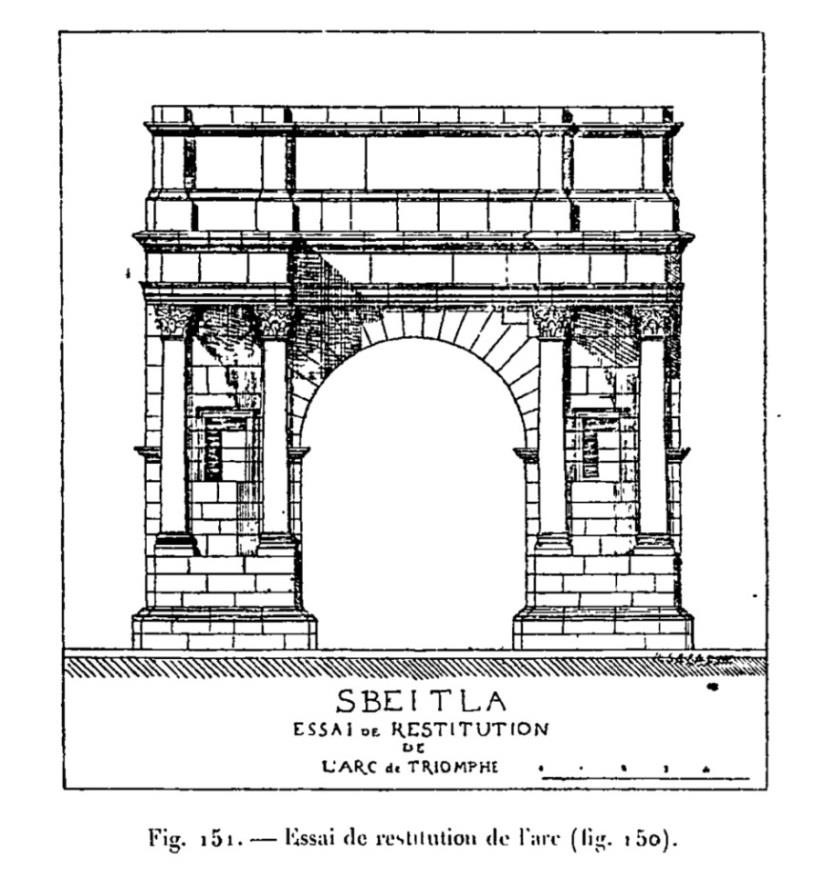 SBEITLA
ESSAI DE RESTITUTION
DE
L'ARC de TRIOMPHE
Fig. 151. — Essai de restitution de l'arc (fig. 150).